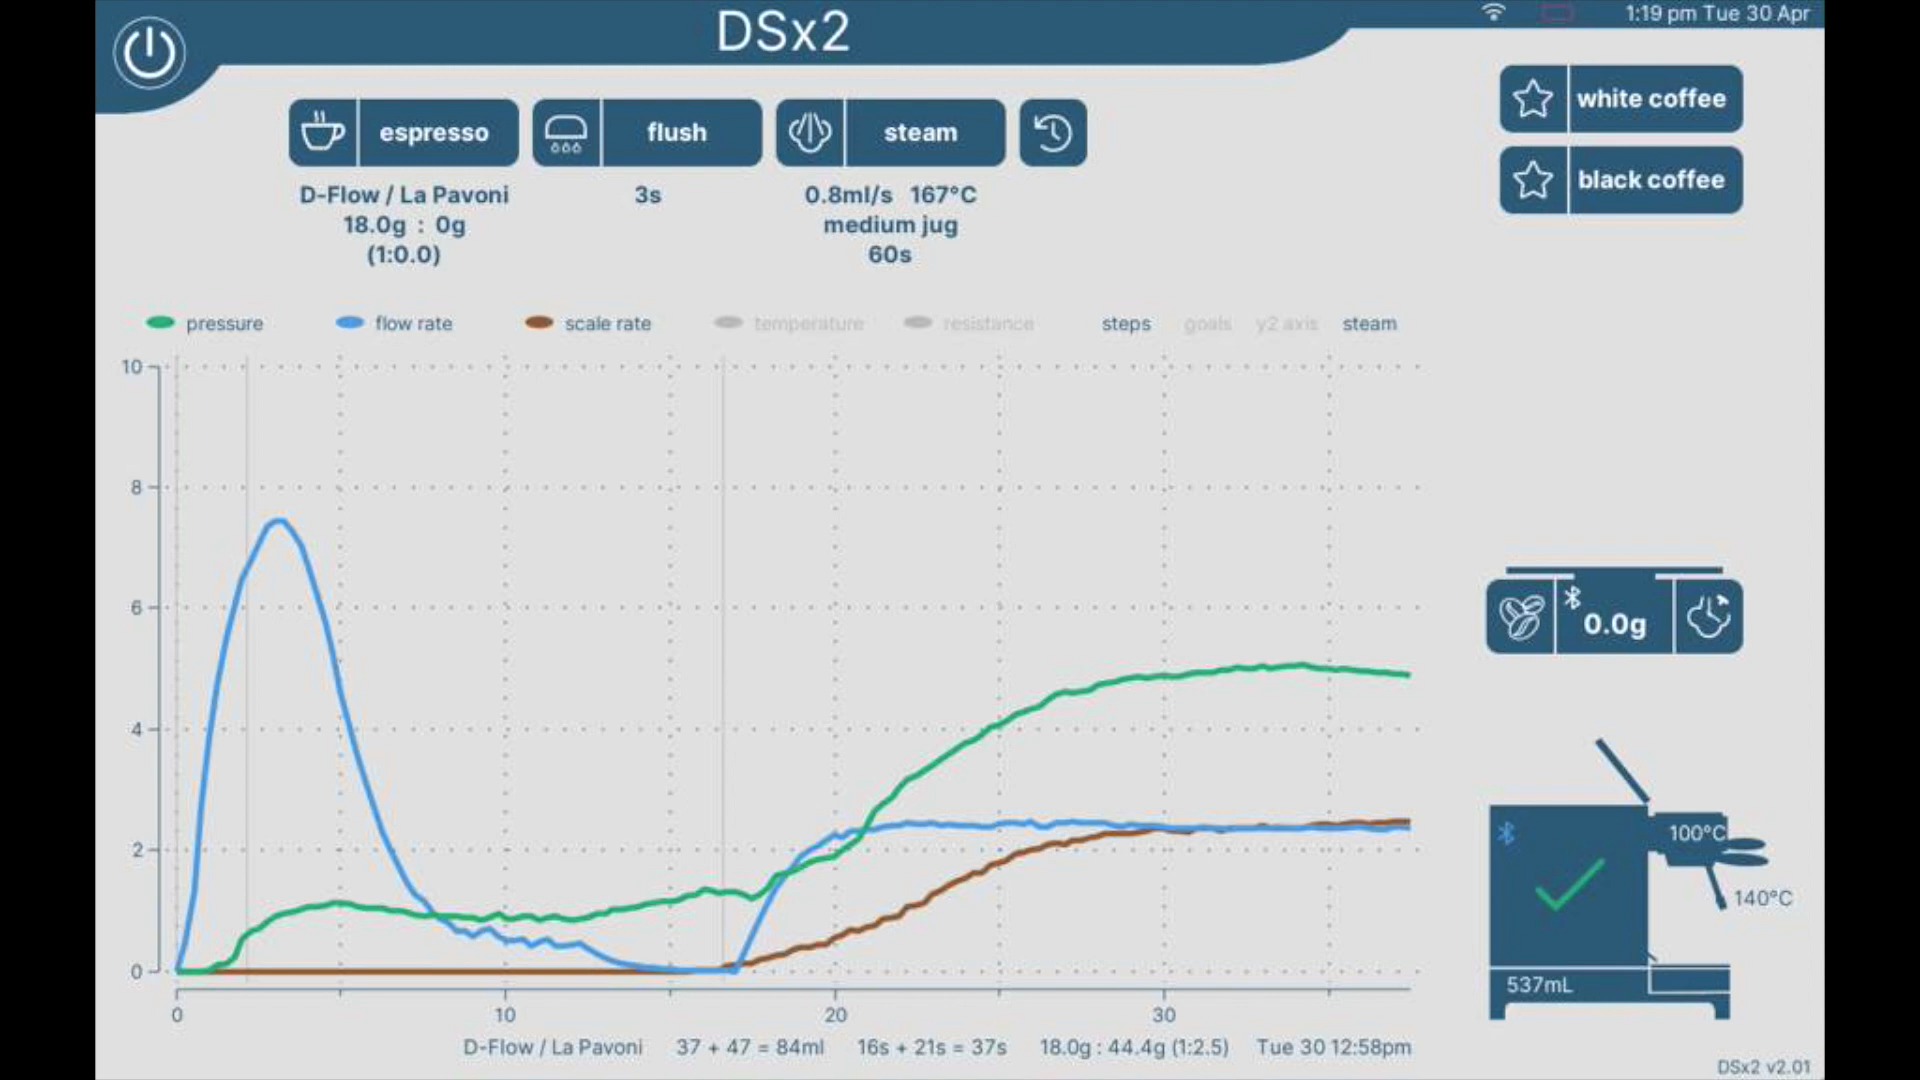 DSx2
1:19 pm Tue 30 Apr
espresso
flush
steam
white coffee
black coffee
D-Flow / La Pavoni
18.0g : 0g
(1:0.0)
3s
0.8ml/s 167°C
medium jug
60s
pressure
flow rate
scale rate
temperature
resistance
steps
goals
y2 axis
steam
10
8
6
4
2
0
0
10
20
30
D-Flow / La Pavoni 37 + 47 = 84ml 16s + 21s = 37s 18.0g : 44.4g (1:2.5) Tue 30 12:58pm
0.0g
100°C
140°C
537mL
DSx2 v2.01